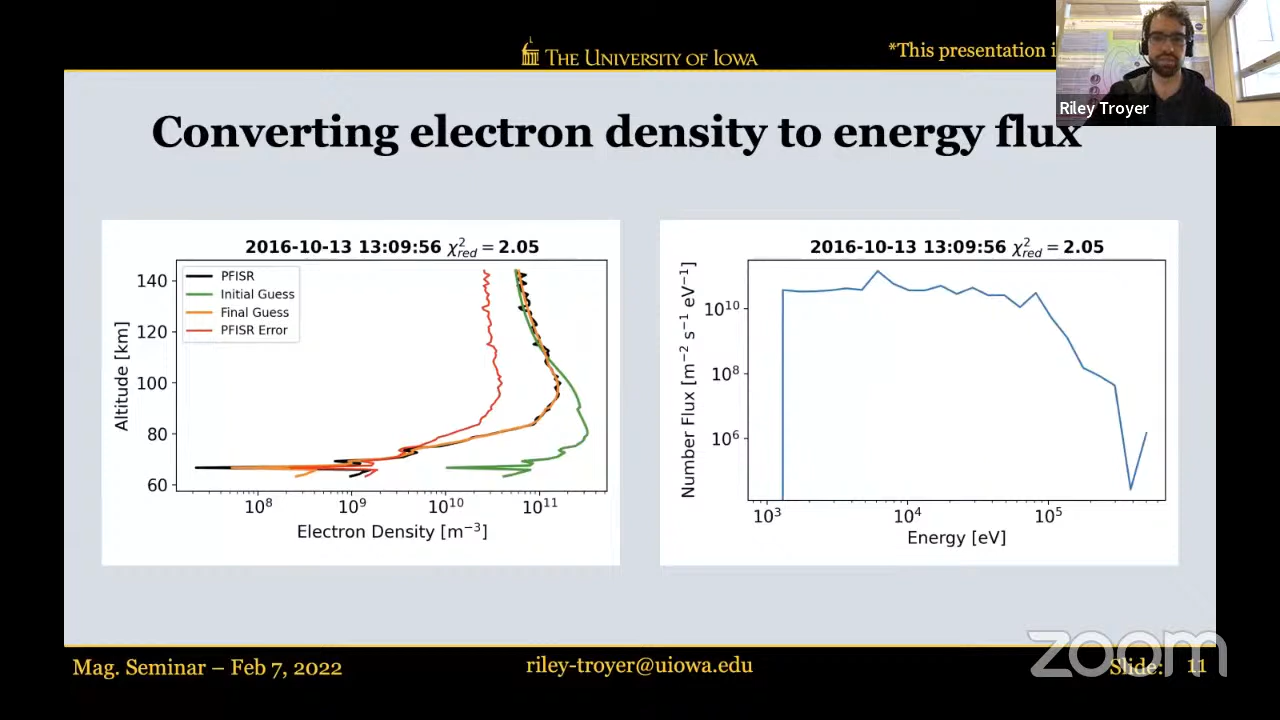 THE UNIVERSITY OF IOWA
*This presentation i
Riley Troyer
Converting electron density to energy flux
2016-10-13 13:09:56 χ²red = 2.05
PFISR
Initial Guess
Final Guess
PFISR Error
140
120
100
80
60
Altitude [km]
10⁸
10⁹
10¹⁰
10¹¹
Electron Density [m⁻³]
2016-10-13 13:09:56 χ²red = 2.05
10¹⁰
10⁸
10⁶
Number Flux [m⁻² s⁻¹ eV⁻¹]
10³
10⁴
10⁵
Energy [eV]
zoom
Mag. Seminar – Feb 7, 2022
riley-troyer@uiowa.edu
Slide: 11